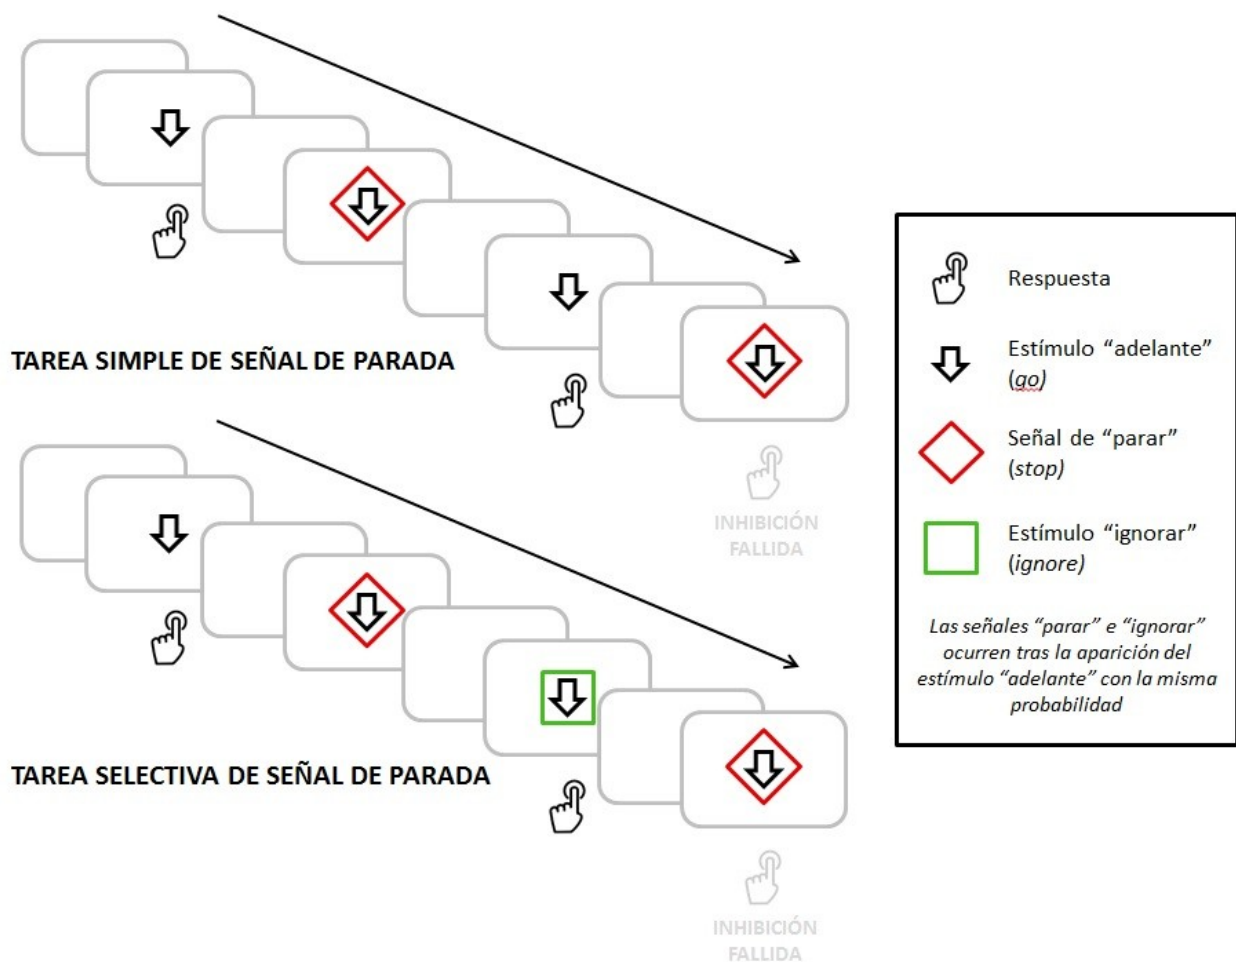 TAREA SIMPLE DE SEÑAL DE PARADA
INHIBICIÓN
FALLIDA
TAREA SELECTIVA DE SEÑAL DE PARADA
INHIBICIÓN
FALLIDA
Respuesta
Estímulo “adelante”
(go)
Señal de “parar”
(stop)
Estímulo “ignorar”
(ignore)
Las señales “parar” e “ignorar”
ocurren tras la aparición del
estímulo “adelante” con la misma
probabilidad